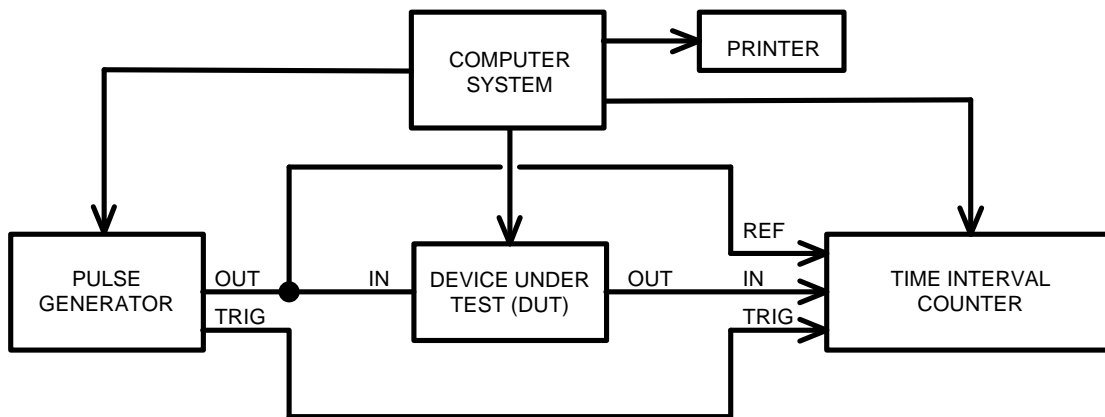 COMPUTER
SYSTEM
PRINTER
REF
PULSE
GENERATOR
OUT
IN
DEVICE UNDER
TEST (DUT)
OUT
IN
TIME INTERVAL
COUNTER
TRIG
TRIG